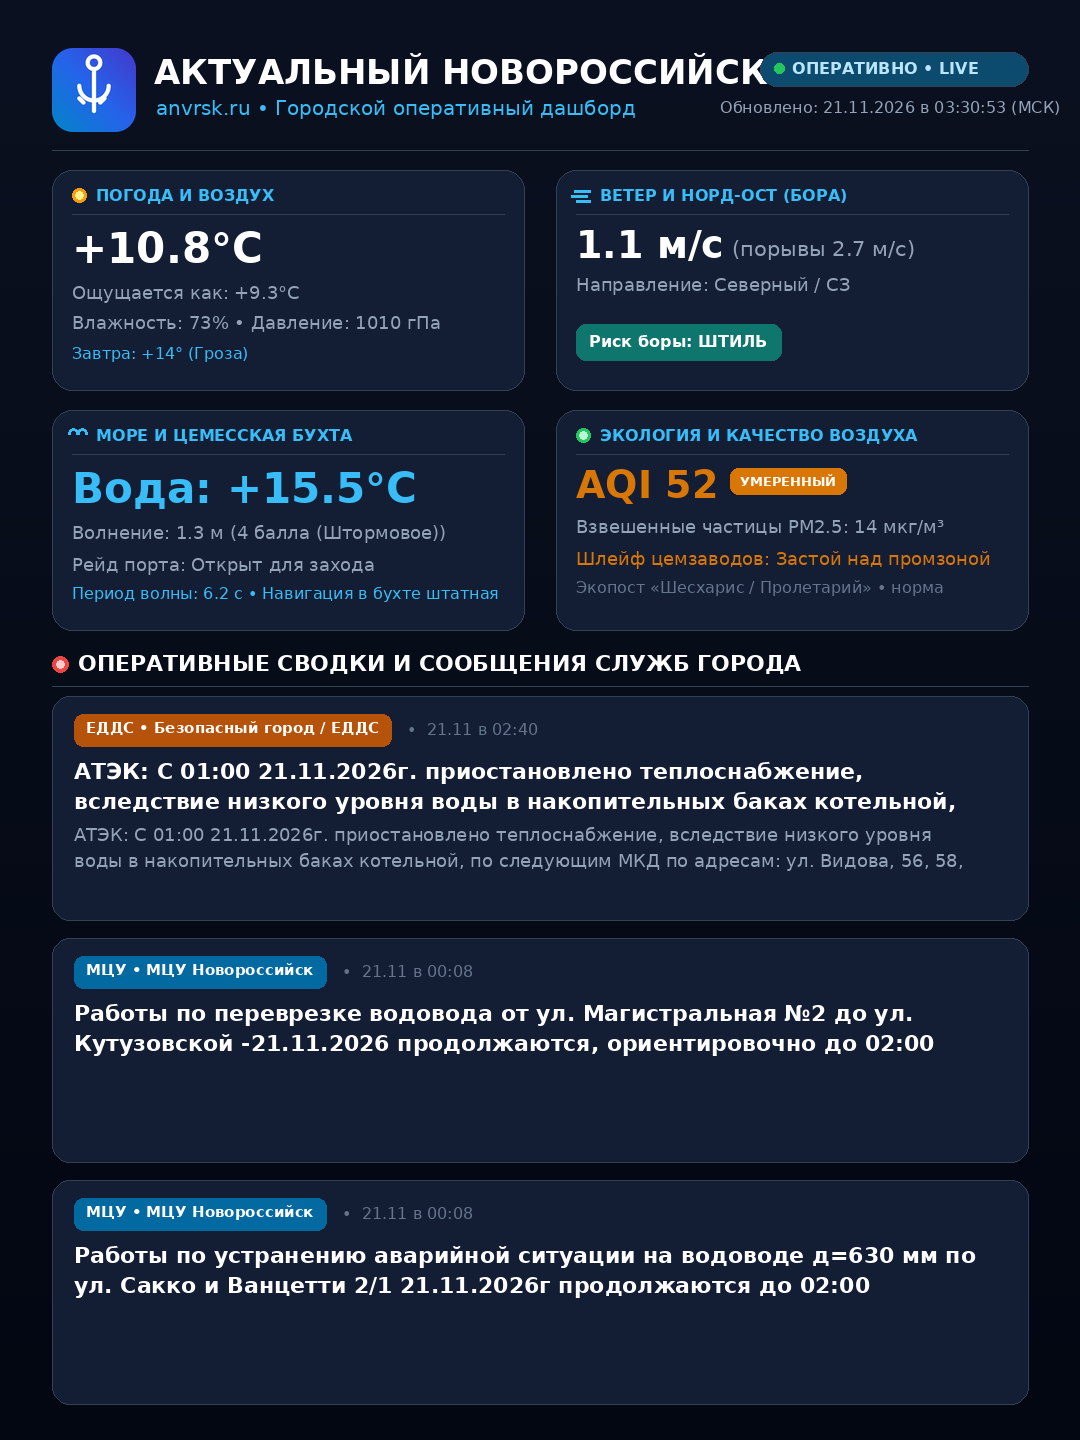 АКТУАЛЬНЫЙ НОВОРОССИЙСК
ОПЕРАТИВНО • LIVE
anvrsk.ru • Городской оперативный дашборд
Обновлено: 21.11.2026 в 03:30:53 (МСК)
ПОГОДА И ВОЗДУХ
+10.8°C
Ощущается как: +9.3°C
Влажность: 73% • Давление: 1010 гПа
Завтра: +14° (Гроза)
ВЕТЕР И НОРД-ОСТ (БОРА)
1.1 м/с (порывы 2.7 м/с)
Направление: Северный / СЗ
Риск боры: ШТИЛЬ
МОРЕ И ЦЕМЕССКАЯ БУХТА
Вода: +15.5°C
Волнение: 1.3 м (4 балла (Штормовое))
Рейд порта: Открыт для захода
Период волны: 6.2 с • Навигация в бухте штатная
ЭКОЛОГИЯ И КАЧЕСТВО ВОЗДУХА
AQI 52 УМЕРЕННЫЙ
Взвешенные частицы PM2.5: 14 мкг/м³
Шлейф цемзаводов: Застой над промзоной
Экопост «Шесхарис / Пролетарий» • норма
ОПЕРАТИВНЫЕ СВОДКИ И СООБЩЕНИЯ СЛУЖБ ГОРОДА
ЕДДС • Безопасный город / ЕДДС • 21.11 в 02:40
АТЭК: С 01:00 21.11.2026г. приостановлено теплоснабжение,
вследствие низкого уровня воды в накопительных баках котельной,
АТЭК: С 01:00 21.11.2026г. приостановлено теплоснабжение, вследствие низкого уровня
воды в накопительных баках котельной, по следующим МКД по адресам: ул. Видова, 56, 58,
МЦУ • МЦУ Новороссийск • 21.11 в 00:08
Работы по переврезке водовода от ул. Магистральная №2 до ул.
Кутузовской -21.11.2026 продолжаются, ориентировочно до 02:00
МЦУ • МЦУ Новороссийск • 21.11 в 00:08
Работы по устранению аварийной ситуации на водоводе д=630 мм по
ул. Сакко и Ванцетти 2/1 21.11.2026г продолжаются до 02:00